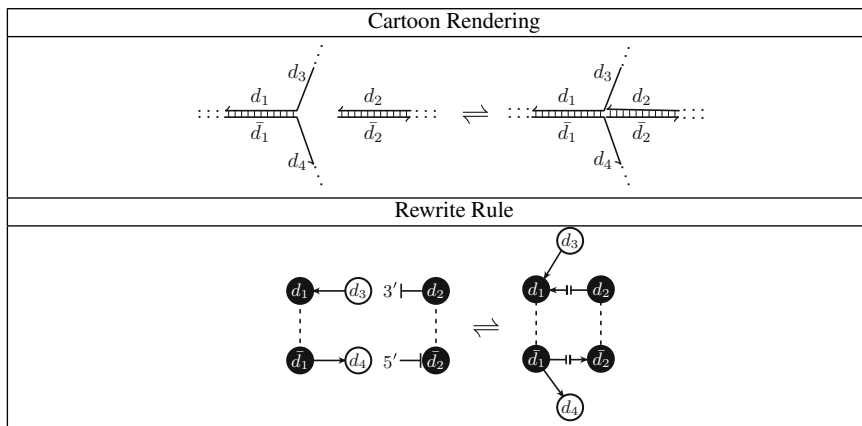 Cartoon Rendering
d₃ d₃
d₁ d₂ ⇌ d₁ d₂
d̄₁ d̄₂ d̄₁ d̄₂
d₄ d₄
Rewrite Rule
d₃
d₁ d₃ 3′ d₂ d₁ d₂
⇌
d̄₁ d₄ 5′ d̄₂ d̄₁ d̄₂
d₄